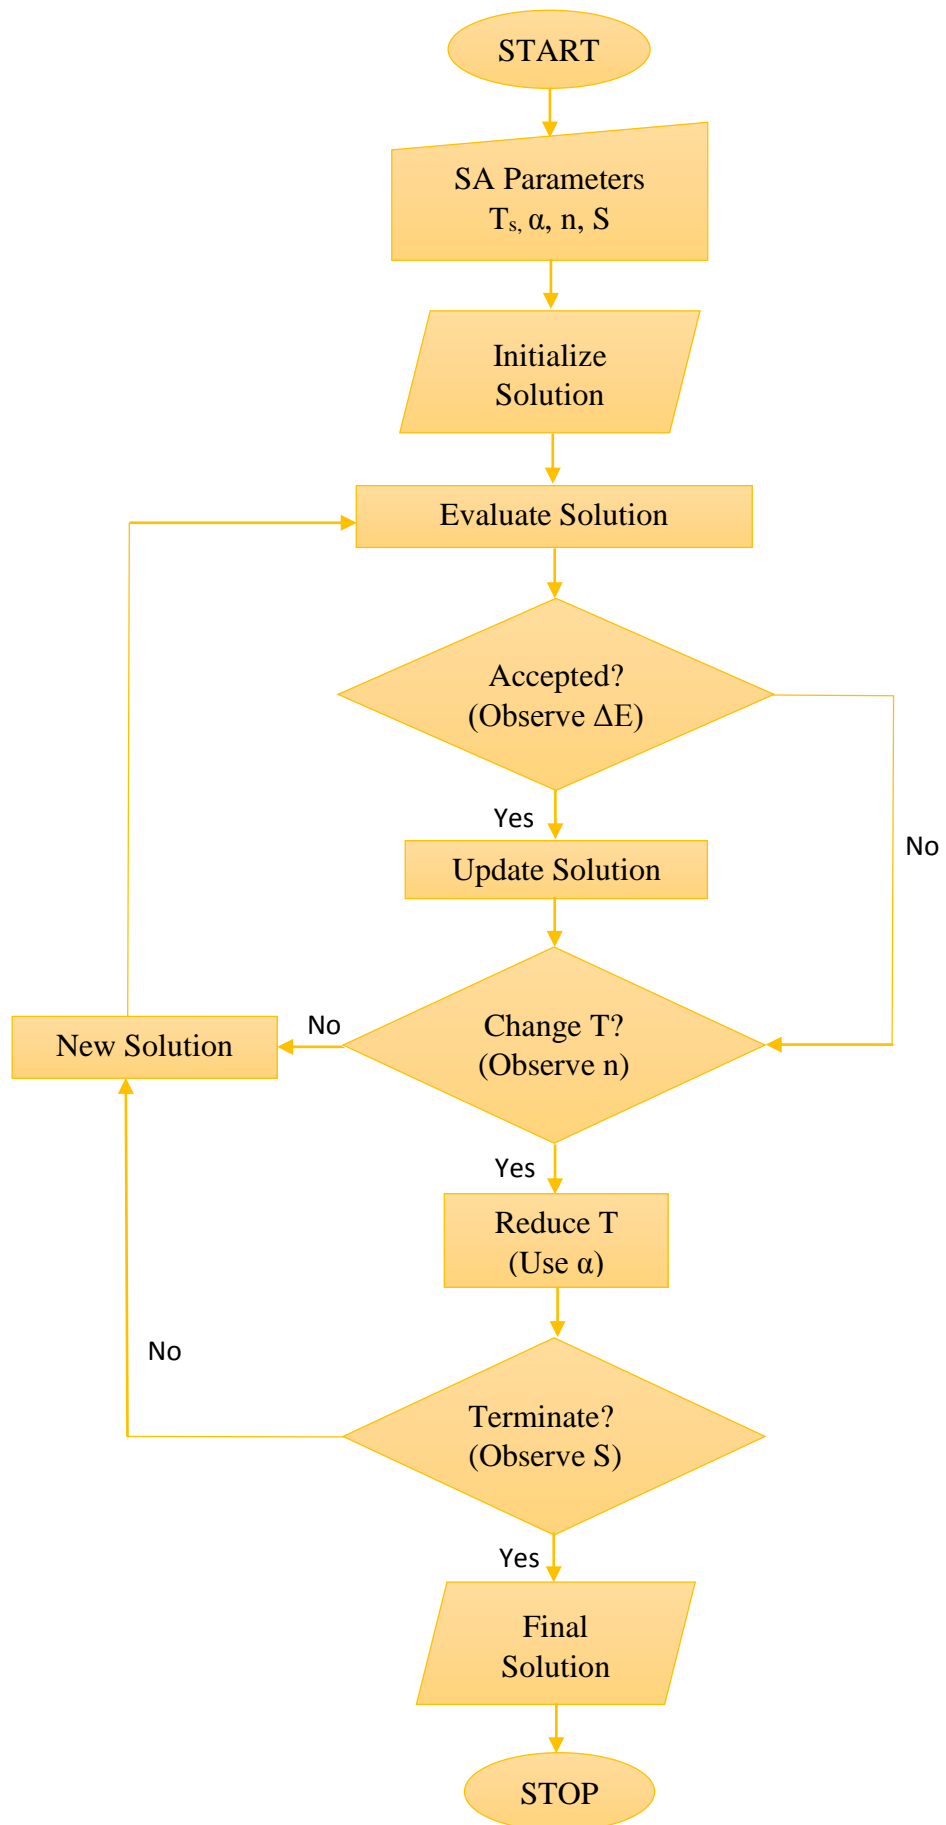 START
SA Parameters
Ts, α, n, S
Initialize
Solution
Evaluate Solution
Accepted?
(Observe ΔE)
Yes
No
Update Solution
Change T?
(Observe n)
No
New Solution
Yes
Reduce T
(Use α)
No
Terminate?
(Observe S)
Yes
Final
Solution
STOP